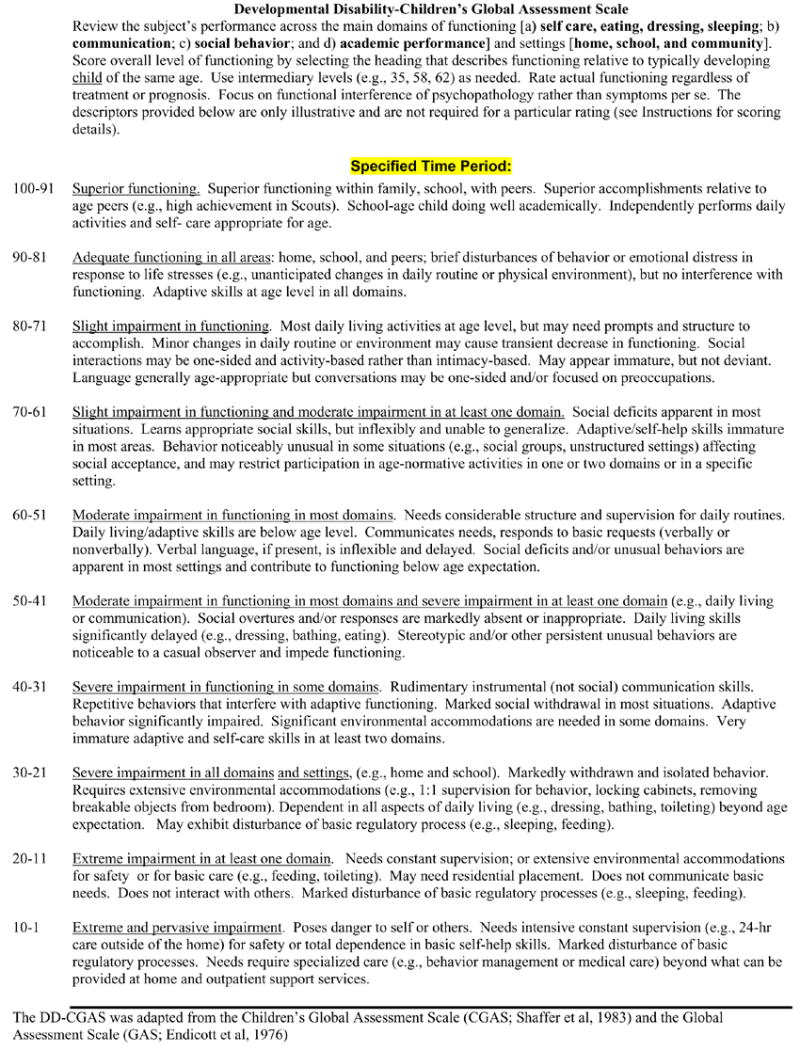 Developmental Disability-Children's Global Assessment Scale
Review the subject's performance across the main domains of functioning [a) self care, eating, dressing, sleeping; b)
communication; c) social behavior; and d) academic performance] and settings [home, school, and community].
Score overall level of functioning by selecting the heading that describes functioning relative to typically developing
child of the same age. Use intermediary levels (e.g., 35, 58, 62) as needed. Rate actual functioning regardless of
treatment or prognosis. Focus on functional interference of psychopathology rather than symptoms per se. The
descriptors provided below are only illustrative and are not required for a particular rating (see Instructions for scoring
details).
Specified Time Period:
100-91 Superior functioning. Superior functioning within family, school, with peers. Superior accomplishments relative to
age peers (e.g., high achievement in Scouts). School-age child doing well academically. Independently performs daily
activities and self- care appropriate for age.
90-81 Adequate functioning in all areas: home, school, and peers; brief disturbances of behavior or emotional distress in
response to life stresses (e.g., unanticipated changes in daily routine or physical environment), but no interference with
functioning. Adaptive skills at age level in all domains.
80-71 Slight impairment in functioning. Most daily living activities at age level, but may need prompts and structure to
accomplish. Minor changes in daily routine or environment may cause transient decrease in functioning. Social
interactions may be one-sided and activity-based rather than intimacy-based. May appear immature, but not deviant.
Language generally age-appropriate but conversations may be one-sided and/or focused on preoccupations.
70-61 Slight impairment in functioning and moderate impairment in at least one domain. Social deficits apparent in most
situations. Learns appropriate social skills, but inflexibly and unable to generalize. Adaptive/self-help skills immature
in most areas. Behavior noticeably unusual in some situations (e.g., social groups, unstructured settings) affecting
social acceptance, and may restrict participation in age-normative activities in one or two domains or in a specific
setting.
60-51 Moderate impairment in functioning in most domains. Needs considerable structure and supervision for daily routines.
Daily living/adaptive skills are below age level. Communicates needs, responds to basic requests (verbally or
nonverbally). Verbal language, if present, is inflexible and delayed. Social deficits and/or unusual behaviors are
apparent in most settings and contribute to functioning below age expectation.
50-41 Moderate impairment in functioning in most domains and severe impairment in at least one domain (e.g., daily living
or communication). Social overtures and/or responses are markedly absent or inappropriate. Daily living skills
significantly delayed (e.g., dressing, bathing, eating). Stereotypic and/or other persistent unusual behaviors are
noticeable to a casual observer and impede functioning.
40-31 Severe impairment in functioning in some domains. Rudimentary instrumental (not social) communication skills.
Repetitive behaviors that interfere with adaptive functioning. Marked social withdrawal in most situations. Adaptive
behavior significantly impaired. Significant environmental accommodations are needed in some domains. Very
immature adaptive and self-care skills in at least two domains.
30-21 Severe impairment in all domains and settings, (e.g., home and school). Markedly withdrawn and isolated behavior.
Requires extensive environmental accommodations (e.g., 1:1 supervision for behavior, locking cabinets, removing
breakable objects from bedroom). Dependent in all aspects of daily living (e.g., dressing, bathing, toileting) beyond age
expectation. May exhibit disturbance of basic regulatory process (e.g., sleeping, feeding).
20-11 Extreme impairment in at least one domain. Needs constant supervision; or extensive environmental accommodations
for safety or for basic care (e.g., feeding, toileting). May need residential placement. Does not communicate basic
needs. Does not interact with others. Marked disturbance of basic regulatory processes (e.g., sleeping, feeding).
10-1 Extreme and pervasive impairment. Poses danger to self or others. Needs intensive constant supervision (e.g., 24-hr
care outside of the home) for safety or total dependence in basic self-help skills. Marked disturbance of basic
regulatory processes. Needs require specialized care (e.g., behavior management or medical care) beyond what can be
provided at home and outpatient support services.
The DD-CGAS was adapted from the Children's Global Assessment Scale (CGAS; Shaffer et al, 1983) and the Global
Assessment Scale (GAS; Endicott et al, 1976)